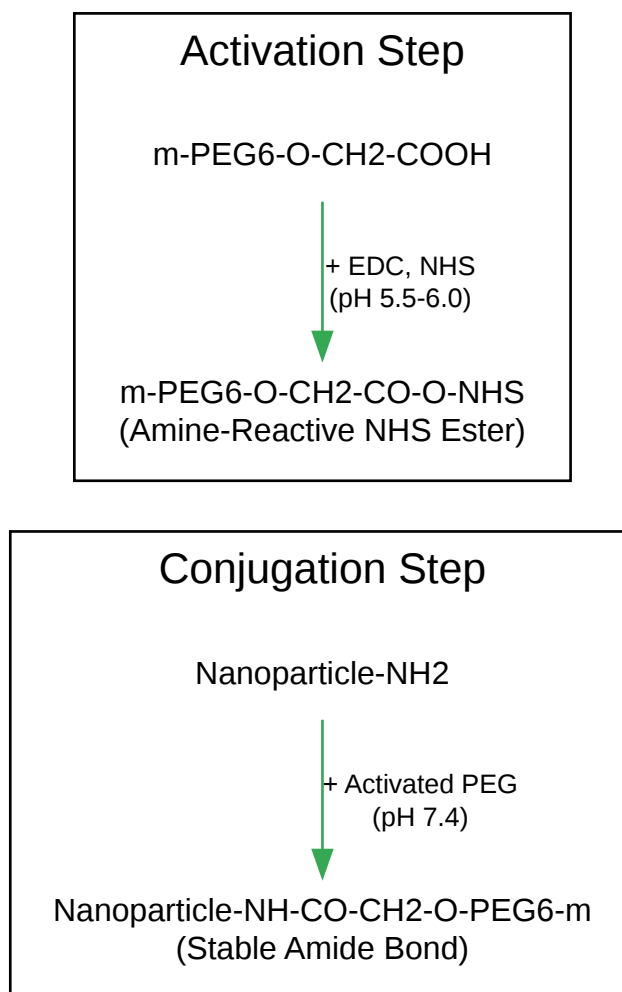 Activation Step
m-PEG6-O-CH2-COOH
+ EDC, NHS
(pH 5.5-6.0)
m-PEG6-O-CH2-CO-O-NHS
(Amine-Reactive NHS Ester)
Conjugation Step
Nanoparticle-NH2
+ Activated PEG
(pH 7.4)
Nanoparticle-NH-CO-CH2-O-PEG6-m
(Stable Amide Bond)